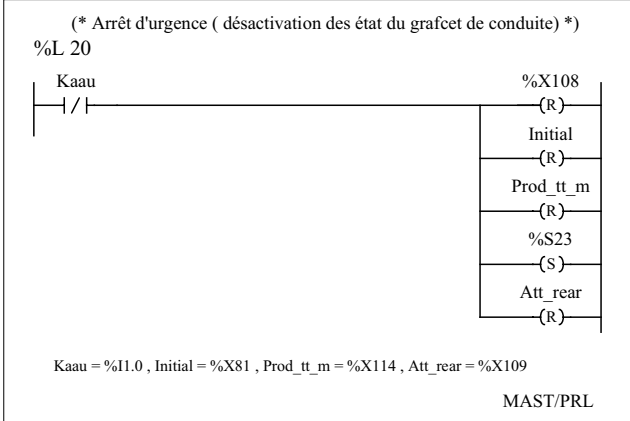 (* Arrêt d'urgence ( désactivation des état du grafcet de conduite) *)
%L 20
Kaau
%X108
/
(R)
Initial
(R)
Prod_tt_m
(R)
%S23
(S)
Att_rear
(R)
Kaau = %I1.0 , Initial = %X81 , Prod_tt_m = %X114 , Att_rear = %X109
MAST/PRL